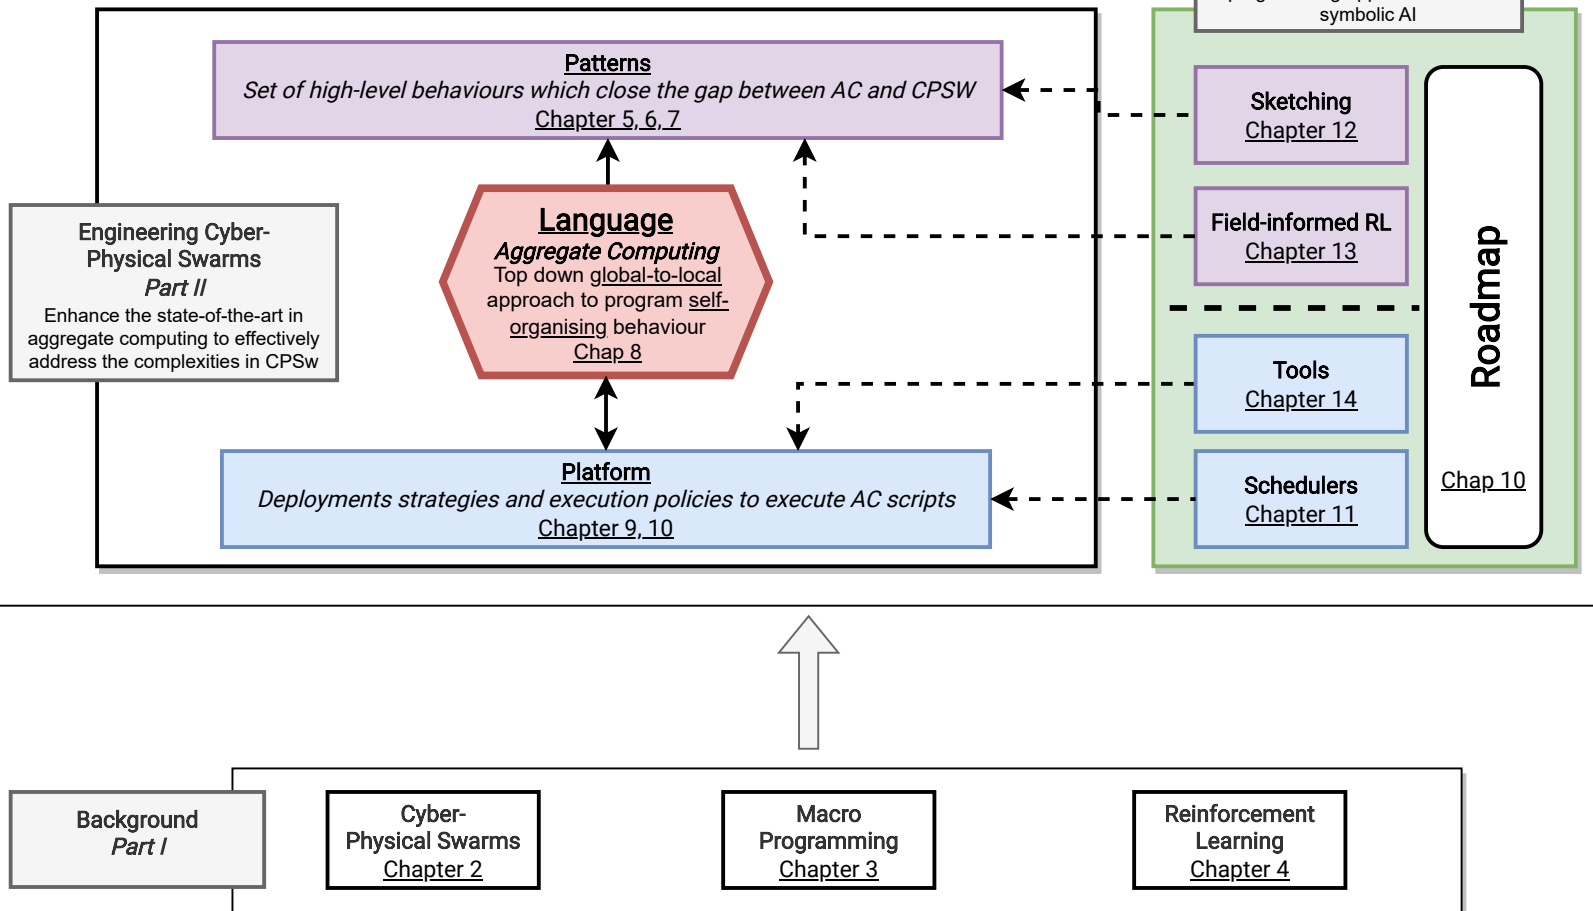 symbolic AI
Patterns
Set of high-level behaviours which close the gap between AC and CPSW
Chapter 5, 6, 7
Sketching
Chapter 12
Field-informed RL
Chapter 13
Engineering Cyber-
Physical Swarms
Part II
Enhance the state-of-the-art in
aggregate computing to effectively
address the complexities in CPSw
Language
Aggregate Computing
Top down global-to-local
approach to program self-
organising behaviour
Chap 8
Roadmap
Chap 10
Tools
Chapter 14
Platform
Deployments strategies and execution policies to execute AC scripts
Chapter 9, 10
Schedulers
Chapter 11
Background
Part I
Cyber-
Physical Swarms
Chapter 2
Macro
Programming
Chapter 3
Reinforcement
Learning
Chapter 4